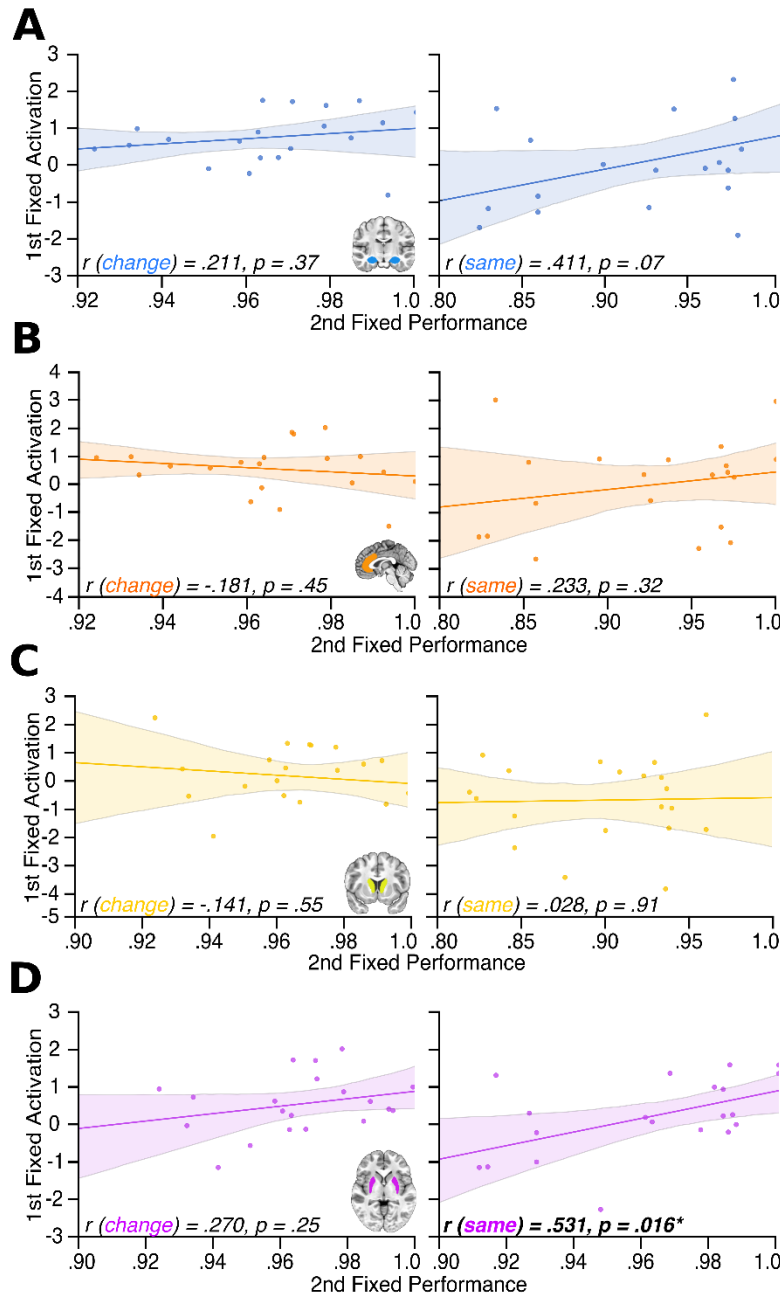 A
1st Fixed Activation
3
2
1
0
-1
-2
-3
r (change) = .211, p = .37
r (same) = .411, p = .07
.92 .94 .96 .98 1.0
.80 .85 .90 .95 1.0
2nd Fixed Performance
B
1st Fixed Activation
4
3
2
1
0
-1
-2
-3
-4
r (change) = -.181, p = .45
r (same) = .233, p = .32
.92 .94 .96 .98 1.0
.80 .85 .90 .95 1.0
2nd Fixed Performance
C
1st Fixed Activation
3
2
1
0
-1
-2
-3
-4
-5
r (change) = -.141, p = .55
r (same) = .028, p = .91
.90 .92 .94 .96 .98 1.0
.80 .85 .90 .95 1.0
2nd Fixed Performance
D
1st Fixed Activation
3
2
1
0
-1
-2
-3
r (change) = .270, p = .25
r (same) = .531, p = .016*
.90 .92 .94 .96 .98 1.0
.90 .92 .94 .96 .98 1.0
2nd Fixed Performance